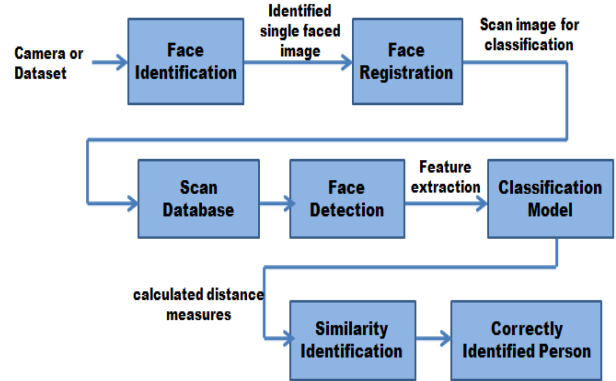 Camera or
Dataset
Face
Identification
Identified
single faced
image
Face
Registration
Scan image for
classification
Scan
Database
Face
Detection
Feature
extraction
Classification
Model
calculated distance
measures
Similarity
Identification
Correctly
Identified Person